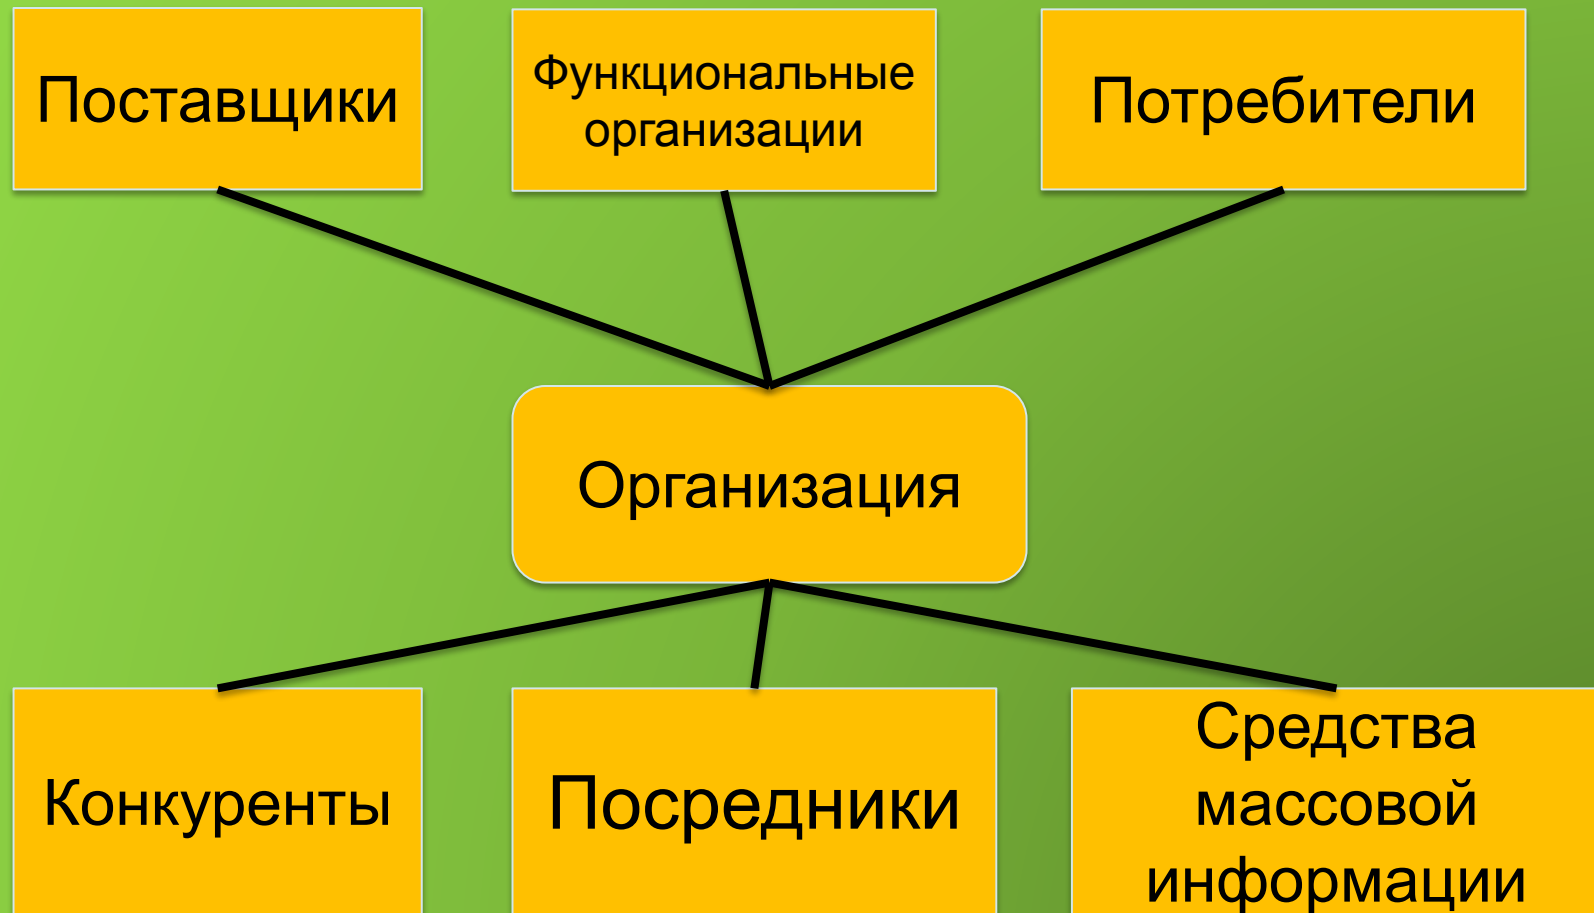 Поставщики
Функциональные
организации
Потребители
Организация
Конкуренты
Посредники
Средства
массовой
информации